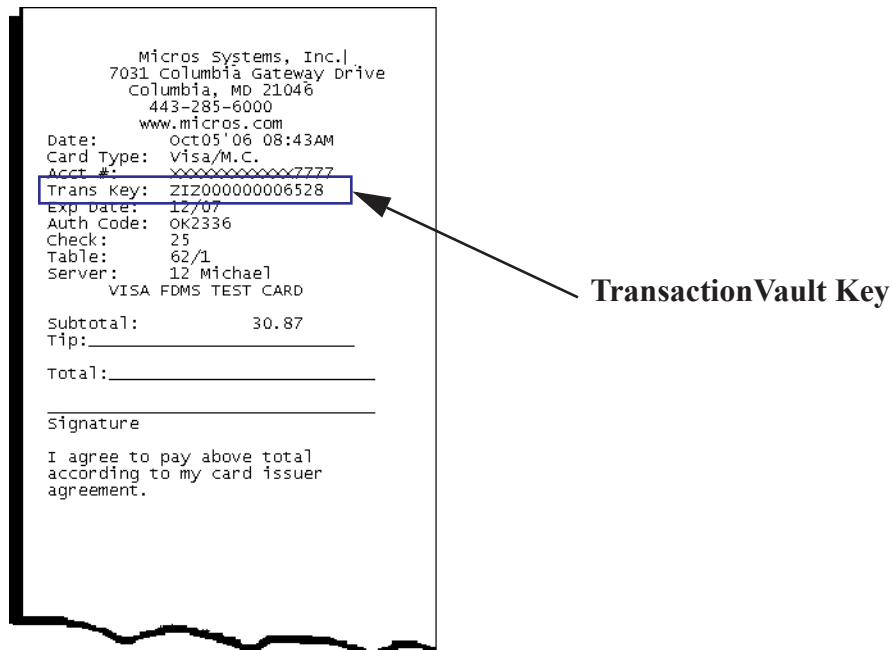 Micros Systems, Inc.
7031 Columbia Gateway Drive
Columbia, MD 21046
443-285-6000
www.micros.com
Date: Oct05'06 08:43AM
Card Type: Visa/M.C.
Acct #: XXXXXXXXXXXX7777
Trans Key: ZIZ000000006528
Exp Date: 12/07
Auth Code: OK2336
Check: 25
Table: 62/1
Server: 12 Michael
VISA FDMS TEST CARD
TransactionVault Key
Subtotal: 30.87
Tip:
Total:
Signature
I agree to pay above total
according to my card issuer
agreement.